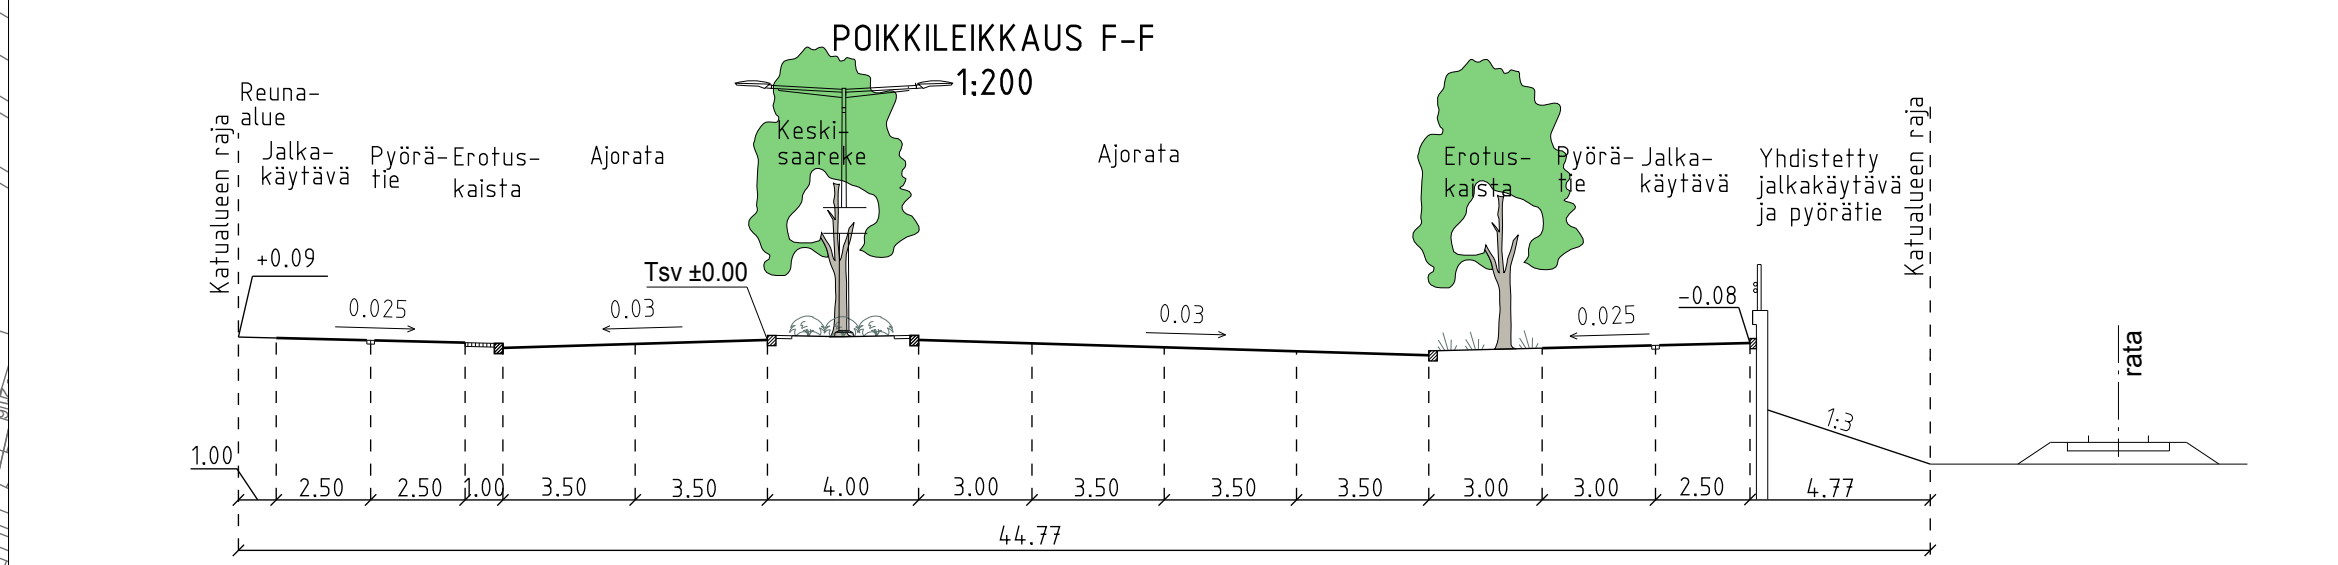 POIKKILEIKKAUS F-F
1:200
Reuna-
alue
Katualueen raja
Jalka-
käytävä
Pyörä-
tie
Erotus-
kaista
Ajorata
Keski-
saareke
Ajorata
Erotus-
kaista
Pyörä-
tie
Jalka-
käytävä
Yhdistetty
jalkakäytävä
ja pyörätie
Katualueen raja
+0.09
0.025
0.03
Tsv ±0.00
0.03
0.025
-0.08
rata
1:3
1.00
2.50
2.50
1.00
3.50
3.50
4.00
3.00
3.50
3.50
3.50
3.00
3.00
2.50
4.77
44.77